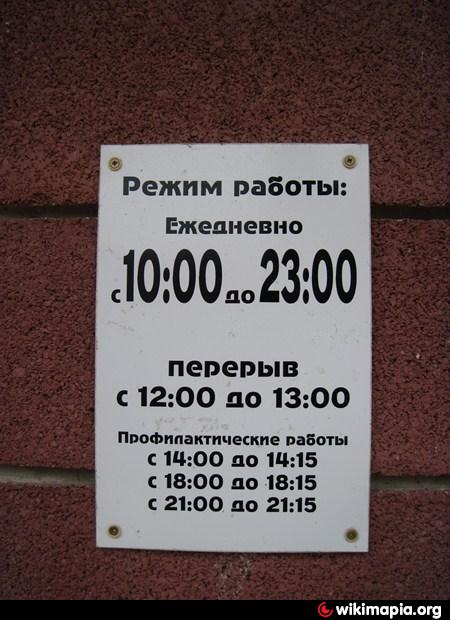 Режим работы:
Ежедневно
с 10:00 до 23:00
перерыв
с 12:00 до 13:00
Профилактические работы
с 14:00 до 14:15
с 18:00 до 18:15
с 21:00 до 21:15
wikimapia.org